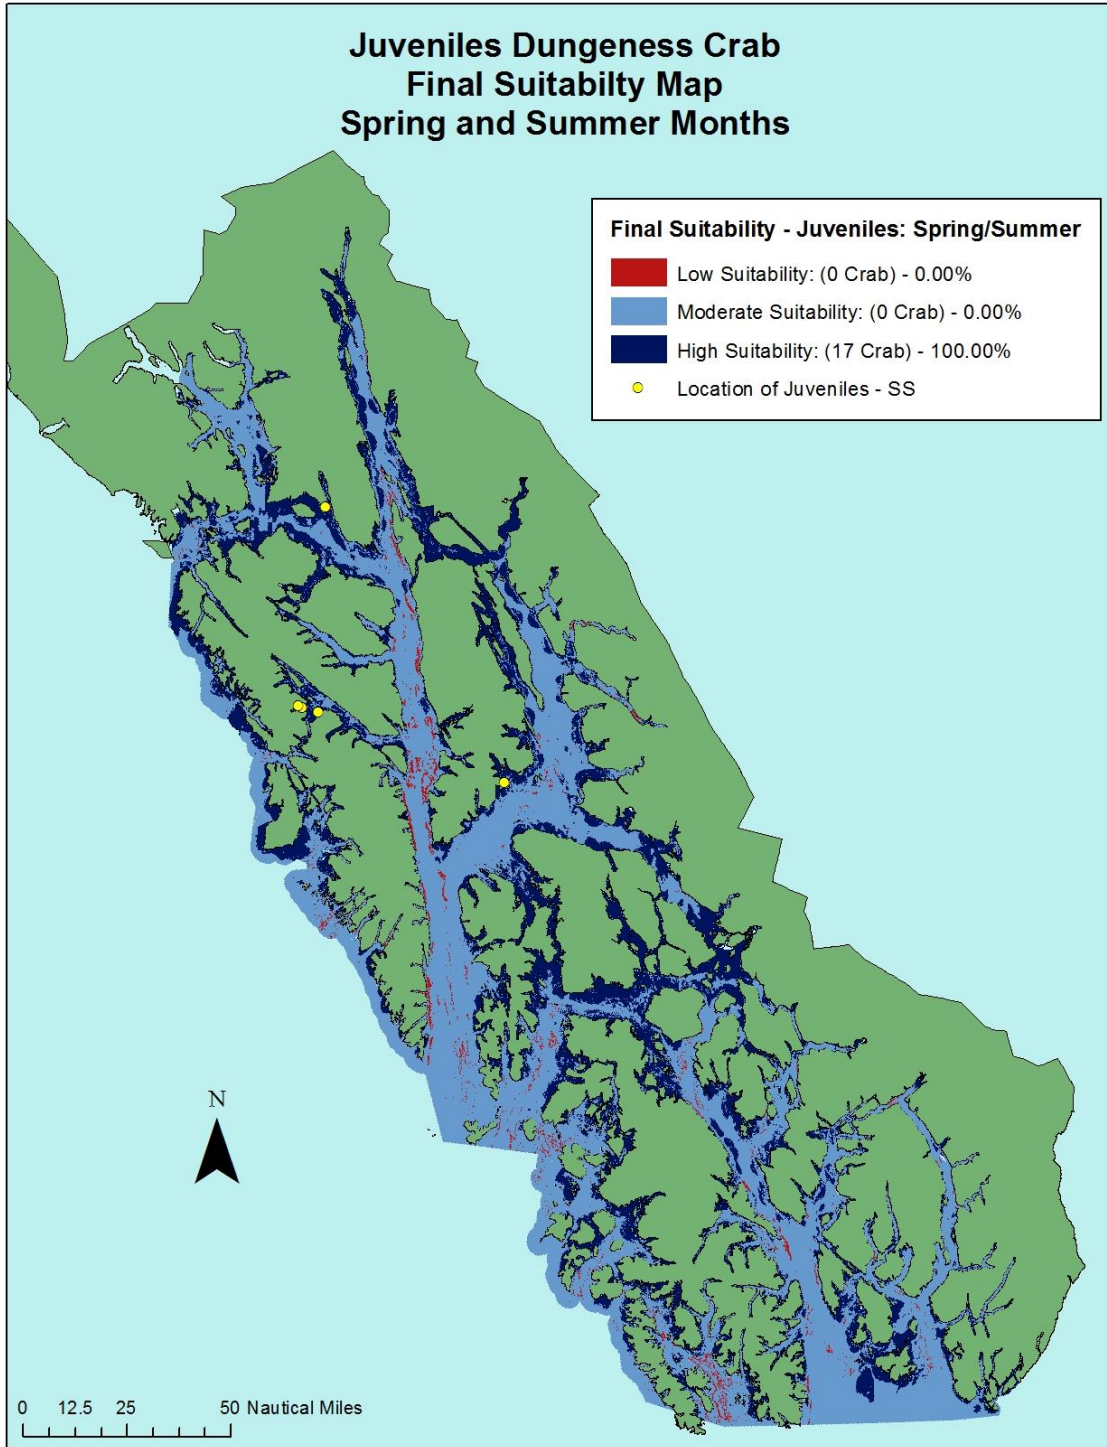 Juveniles Dungeness Crab
Final Suitabilty Map
Spring and Summer Months
Final Suitability - Juveniles: Spring/Summer
Low Suitability: (0 Crab) - 0.00%
Moderate Suitability: (0 Crab) - 0.00%
High Suitability: (17 Crab) - 100.00%
Location of Juveniles - SS
N
0 12.5 25 50 Nautical Miles